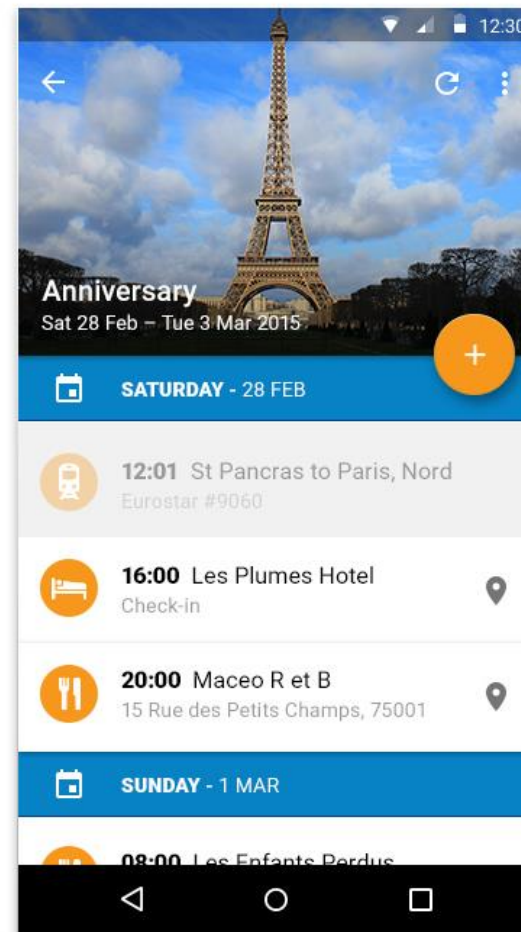 12:30
Anniversary
Sat 28 Feb – Tue 3 Mar 2015
SATURDAY - 28 FEB
12:01 St Pancras to Paris, Nord
Eurostar #9060
16:00 Les Plumes Hotel
Check-in
20:00 Maceo R et B
15 Rue des Petits Champs, 75001
SUNDAY - 1 MAR
08:00 Les Enfants Perdus